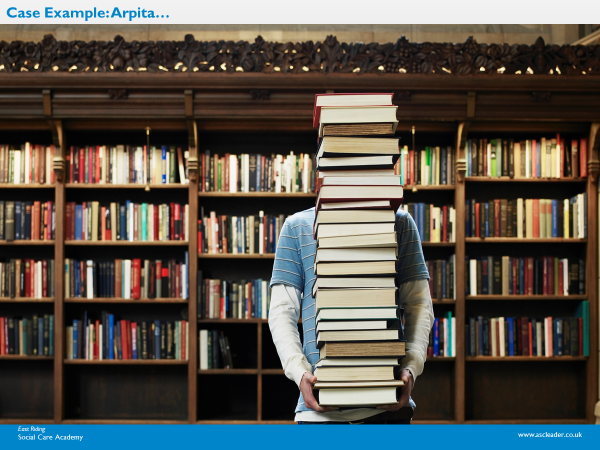 Case Example: Arpita…
East Riding
Social Care Academy
www.ascleader.co.uk